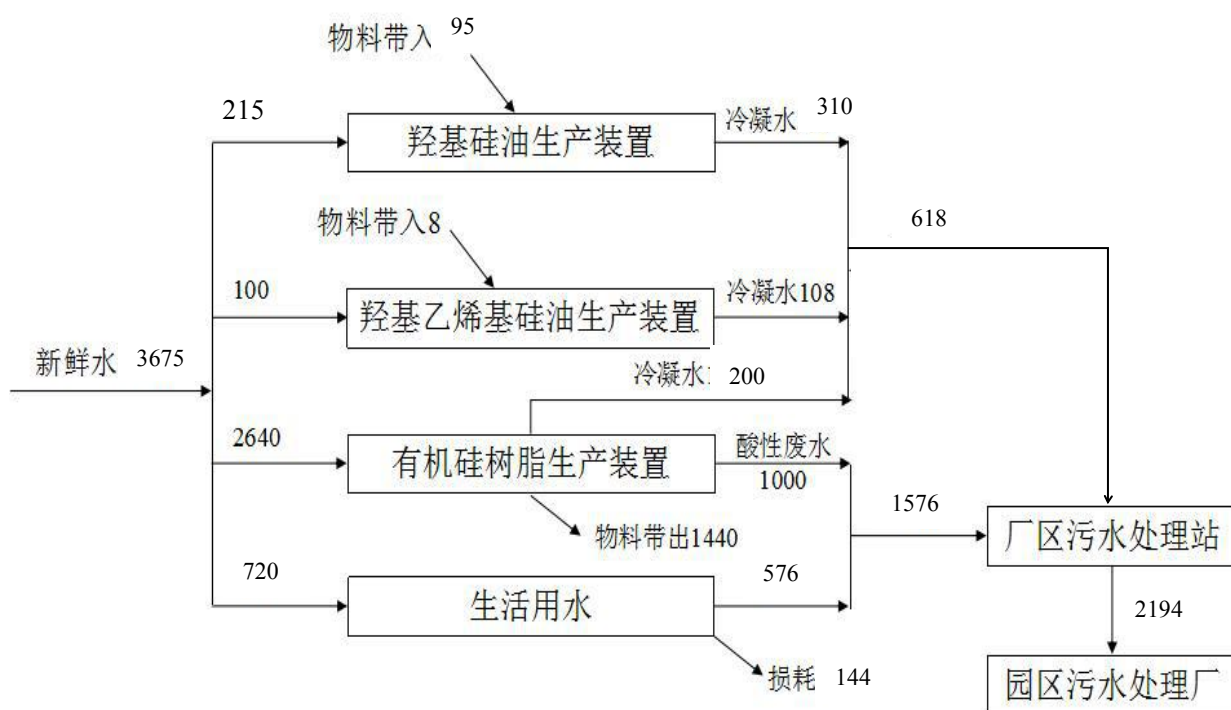 物料带入 95
215
羟基硅油生产装置
冷凝水 310
物料带入8
618
100
羟基乙烯基硅油生产装置
冷凝水108
新鲜水 3675
冷凝水 200
2640
有机硅树脂生产装置
酸性废水
1000
1576
物料带出1440
厂区污水处理站
720
生活用水
576
2194
损耗 144
园区污水处理厂